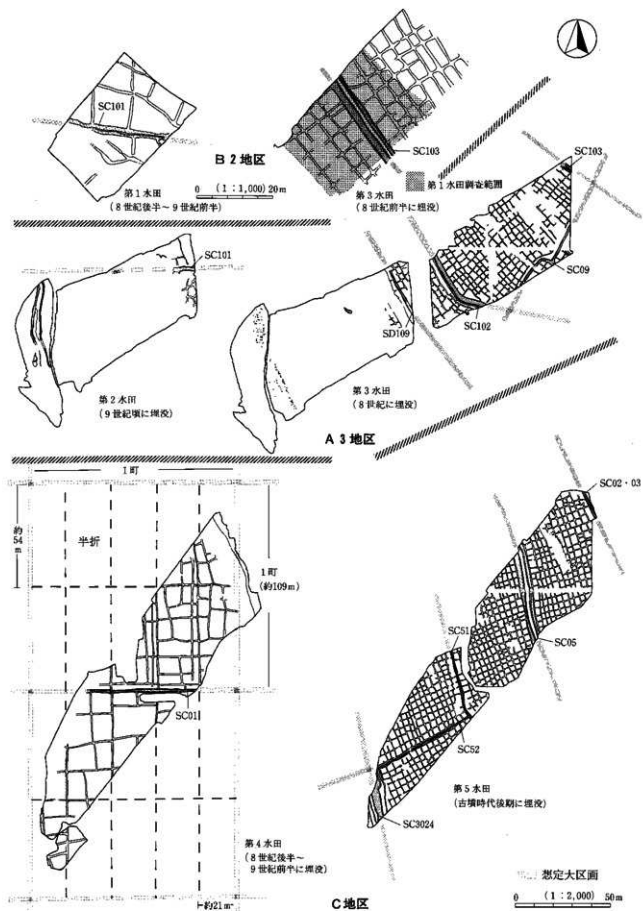 SC101
B 2 地区
SC103
第1水田
(8世紀後半～9世紀前半)
0 (1:1,000) 20m
第3水田
(8世紀前半に埋没)
第1水田調査範囲
SC103
SC101
SC09
SC102
SD109
第2水田
(9世紀頃に埋没)
第3水田
(8世紀に埋没)
A 3 地区
1町
約54m
半折
1町
(約109m)
SC02・03
SC51
SC05
SC01
SC52
第5水田
(古墳時代後期に埋没)
SC3024
第4水田
(8世紀後半～
9世紀前半に埋没)
想定大区画
約21m
C 地区
0 (1:2,000) 50m